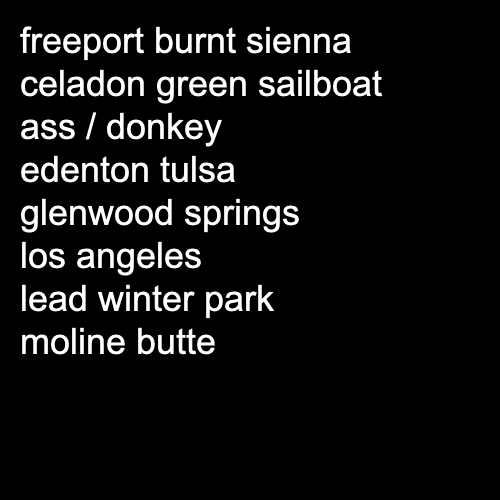 freeport burnt sienna
celadon green sailboat
ass / donkey
edenton tulsa
glenwood springs
los angeles
lead winter park
moline butte